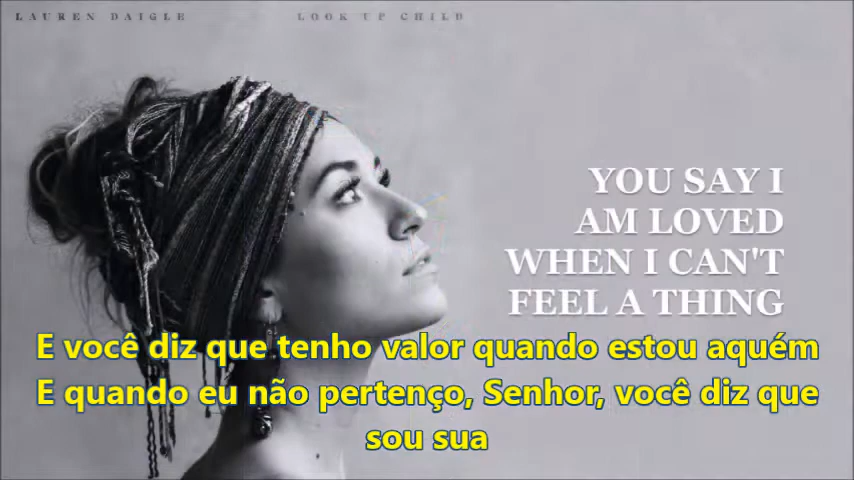 LAUREN DAIGLE
LOOK UP CHILD
YOU SAY I
AM LOVED
WHEN I CAN'T
FEEL A THING
E você diz que tenho valor quando estou aquém
E quando eu não pertenço, Senhor, você diz que
sou sua